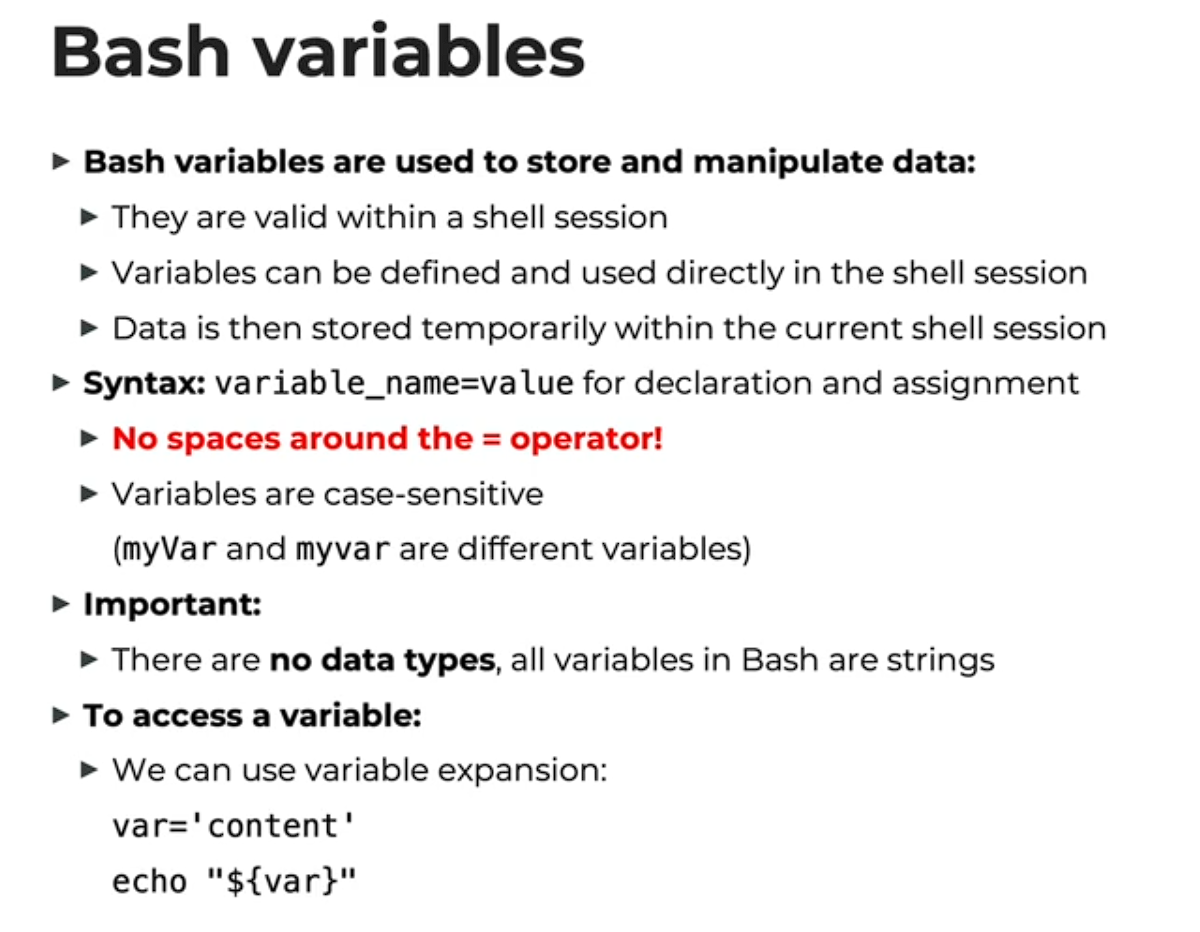 Bash variables
▶ Bash variables are used to store and manipulate data:
▶ They are valid within a shell session
▶ Variables can be defined and used directly in the shell session
▶ Data is then stored temporarily within the current shell session
▶ Syntax: variable_name=value for declaration and assignment
▶ No spaces around the = operator!
▶ Variables are case-sensitive
(myVar and myvar are different variables)
▶ Important:
▶ There are no data types, all variables in Bash are strings
▶ To access a variable:
▶ We can use variable expansion:
var='content'
echo "${var}"